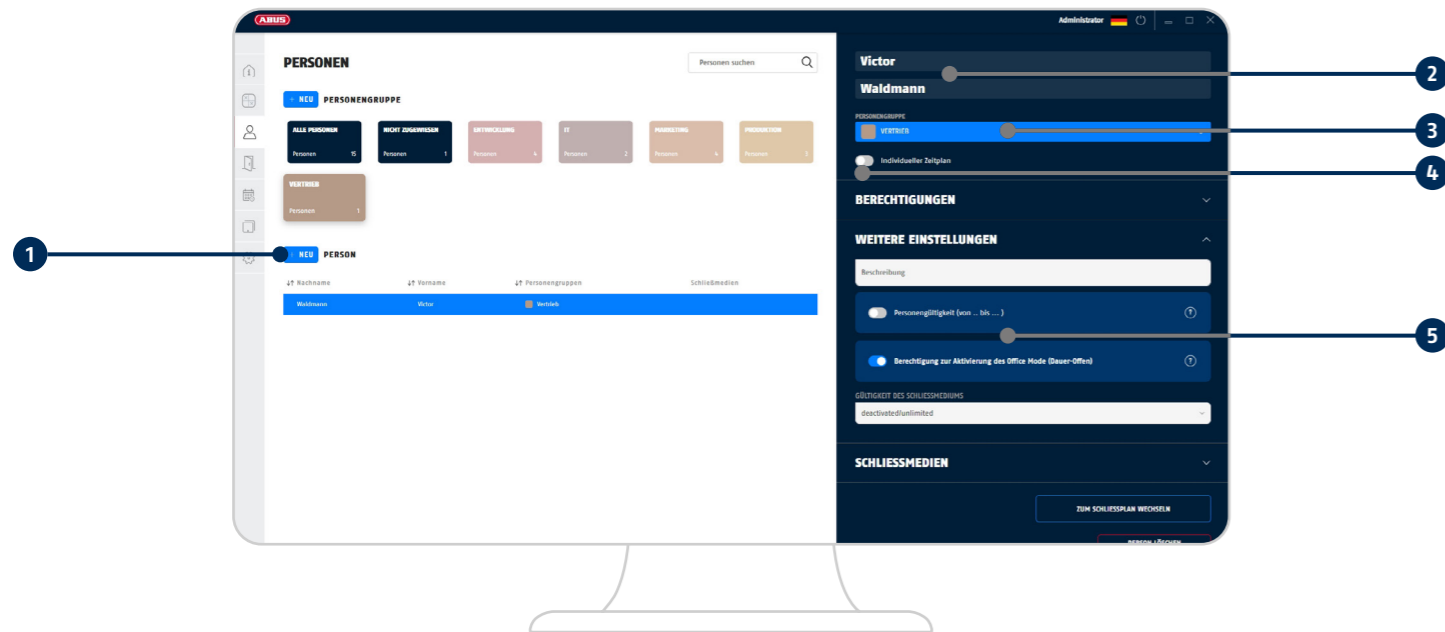 ABUS
Administrator
PERSONEN
Personen suchen
+ NEU PERSONENGRUPPE
ALLE PERSONEN
Personen 15
NICHT ZUGEWIESEN
Personen 1
ENTWICKLUNG
Personen 4
IT
Personen 2
MARKETING
Personen 4
PRODUKTION
Personen 3
VERTRIEB
Personen 1
+ NEU PERSON
Nachname Vorname Personengruppen Schließmedien
Waldmann Victor Vertrieb
Victor
Waldmann
PERSONENGRUPPE
VERTRIEB
Individueller Zeitplan
BERECHTIGUNGEN
WEITERE EINSTELLUNGEN
Beschreibung
Personengültigkeit (von ... bis .... ) ?
Berechtigung zur Aktivierung des Office Mode (Dauer-Offen) ?
GÜLTIGKEIT DES SCHLIESSMEDIUMS
deactivated/unlimited
SCHLIESSMEDIEN
ZUM SCHLIESSPLAN WECHSELN
PERSON LÖSCHEN
1
2
3
4
5